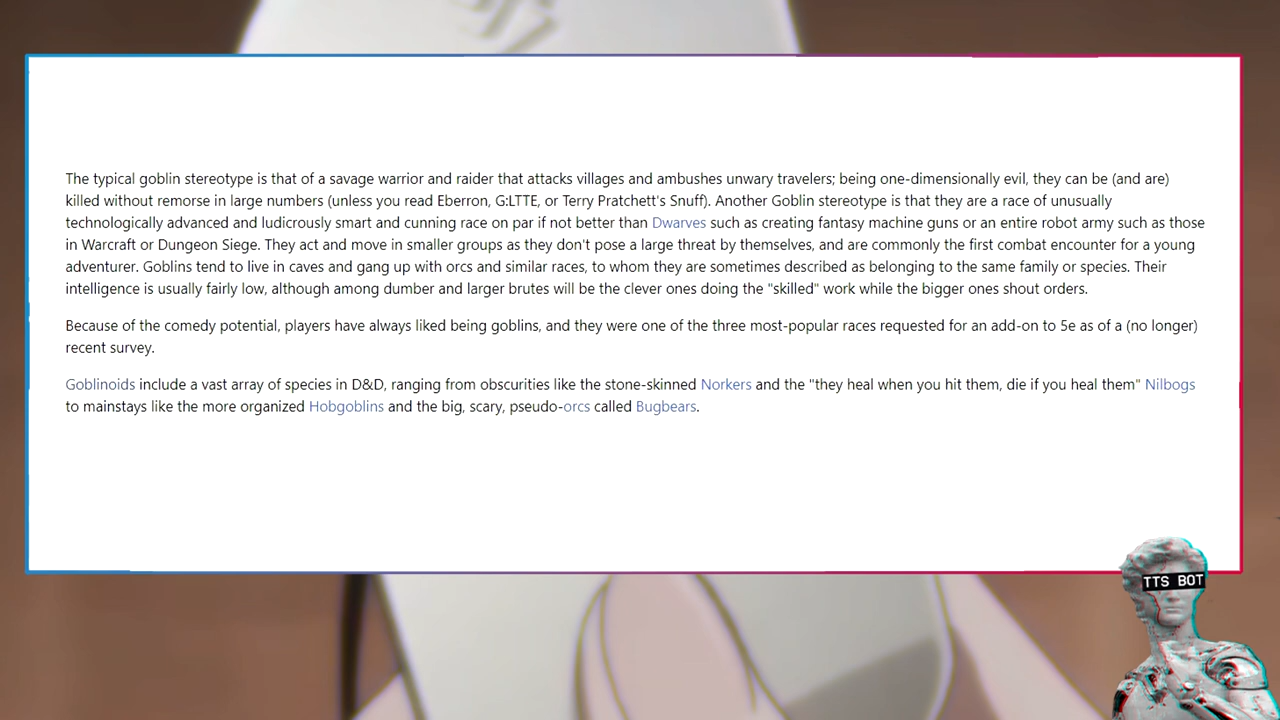 The typical goblin stereotype is that of a savage warrior and raider that attacks villages and ambushes unwary travelers; being one-dimensionally evil, they can be (and are)
killed without remorse in large numbers (unless you read Eberron, G:LTTE, or Terry Pratchett's Snuff). Another Goblin stereotype is that they are a race of unusually
technologically advanced and ludicrously smart and cunning race on par if not better than Dwarves such as creating fantasy machine guns or an entire robot army such as those
in Warcraft or Dungeon Siege. They act and move in smaller groups as they don't pose a large threat by themselves, and are commonly the first combat encounter for a young
adventurer. Goblins tend to live in caves and gang up with orcs and similar races, to whom they are sometimes described as belonging to the same family or species. Their
intelligence is usually fairly low, although among dumber and larger brutes will be the clever ones doing the "skilled" work while the bigger ones shout orders.
Because of the comedy potential, players have always liked being goblins, and they were one of the three most-popular races requested for an add-on to 5e as of a (no longer)
recent survey.
Goblinoids include a vast array of species in D&D, ranging from obscurities like the stone-skinned Norkers and the "they heal when you hit them, die if you heal them" Nilbogs
to mainstays like the more organized Hobgoblins and the big, scary, pseudo-orcs called Bugbears.
TTS BOT